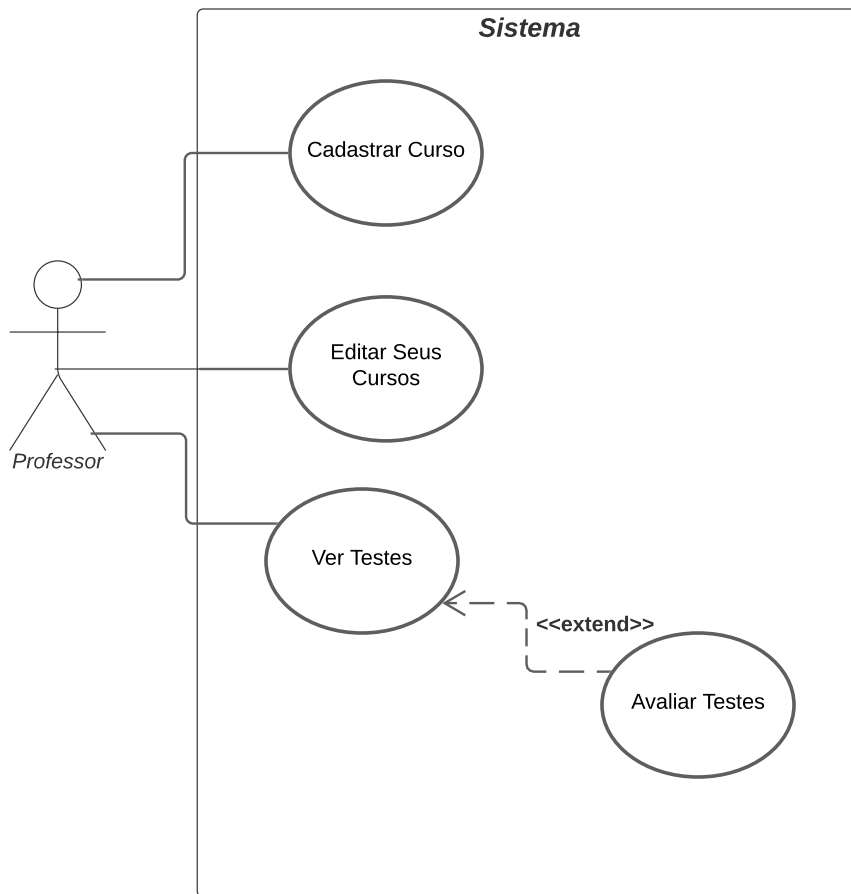 Sistema
Cadastrar Curso
Editar Seus
Cursos
Professor
Ver Testes
<<extend>>
Avaliar Testes